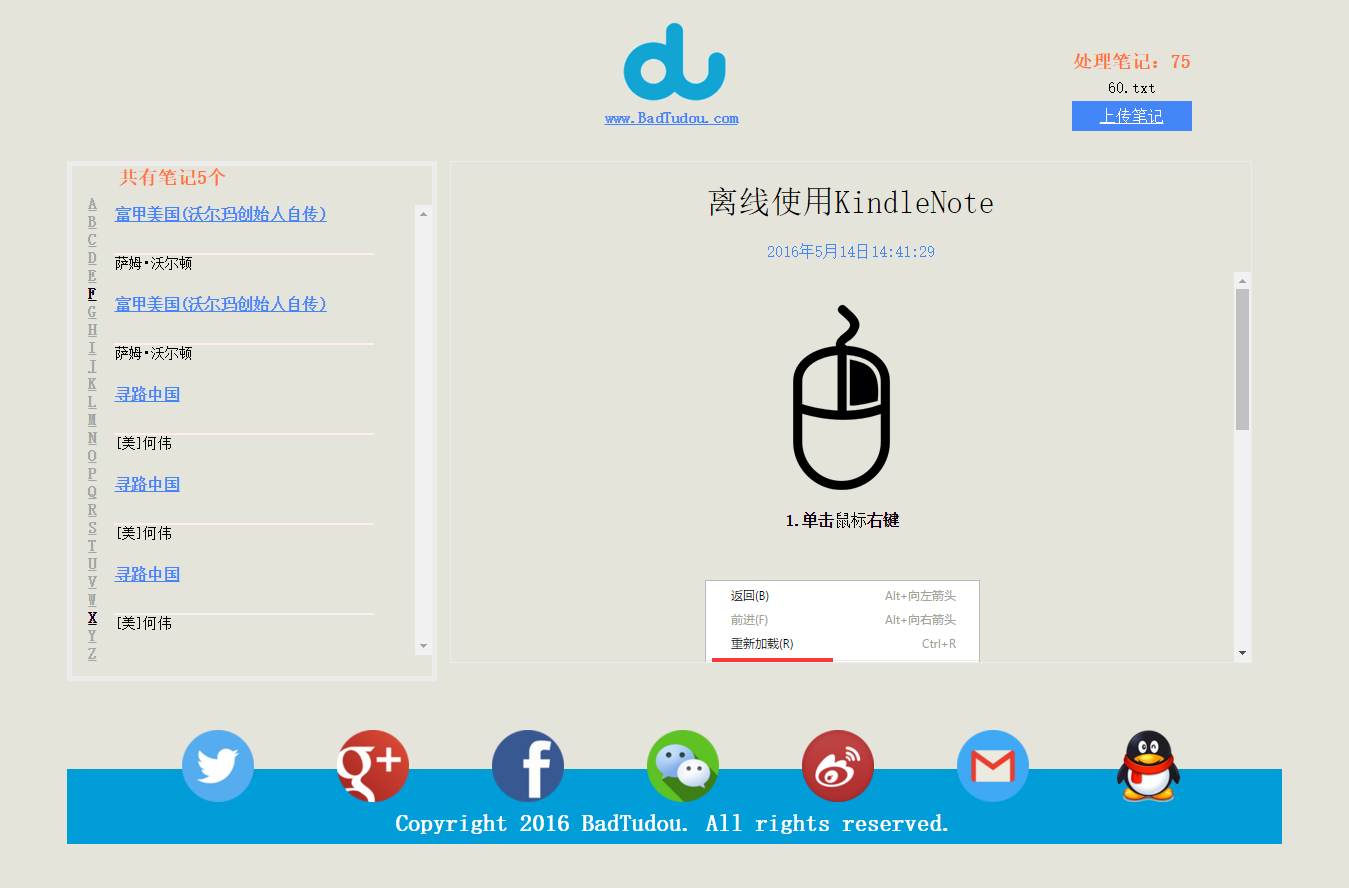 www.BadTudou.com
处理笔记: 75
60.txt
上传笔记
共有笔记5个
A
B
C
D
E
F
G
H
I
J
K
L
M
N
O
P
Q
R
S
T
U
V
W
X
Y
Z
富甲美国(沃尔玛创始人自传)
萨姆·沃尔顿
富甲美国(沃尔玛创始人自传)
萨姆·沃尔顿
寻路中国
[美]何伟
寻路中国
[美]何伟
寻路中国
[美]何伟
离线使用KindleNote
2016年5月14日14:41:29
1.单击鼠标右键
返回(B) Alt+向左箭头
前进(F) Alt+向右箭头
重新加载(R) Ctrl+R
Copyright 2016 BadTudou. All rights reserved.